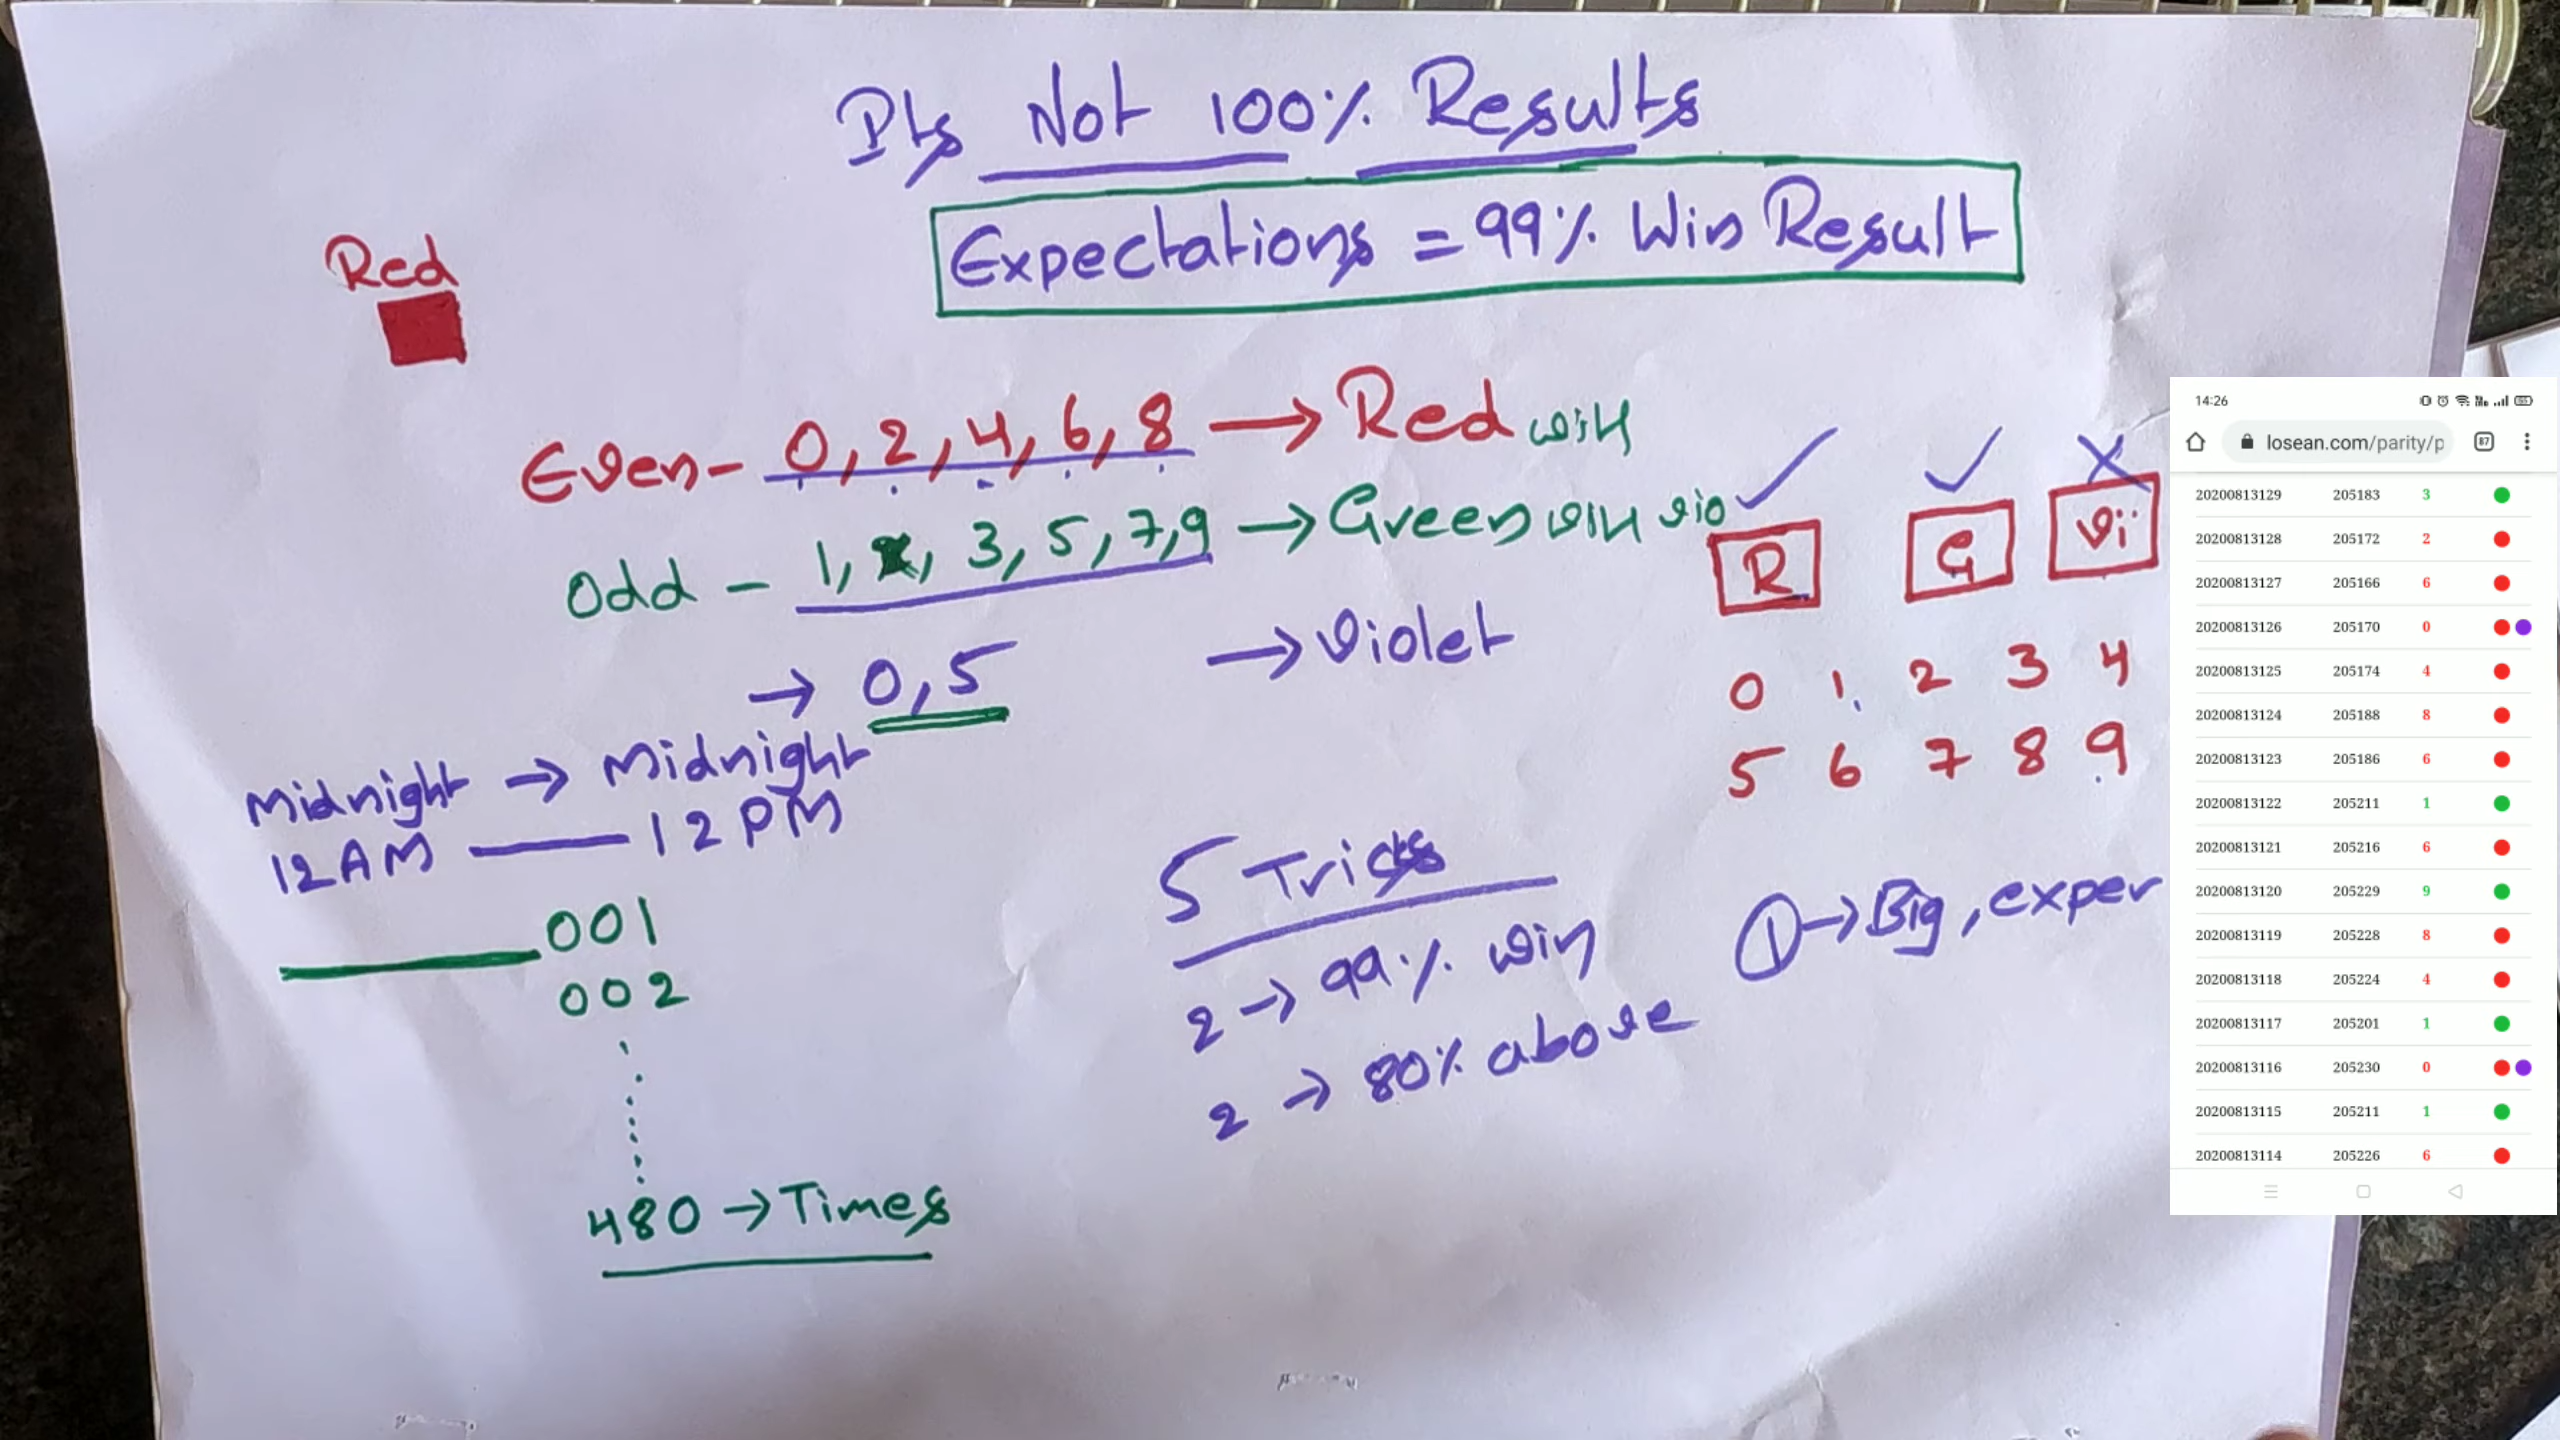 Its Not 100% Results
Expectations = 99% Win Result
Red
Even - 0, 2, 4, 6, 8 → Red with
Odd - 1, 3, 5, 7, 9 → Green with vio
→ 0, 5 → Violet
R G Vi
0 1 2 3 4
5 6 7 8 9
Midnight → Midnight
12 AM — 12 PM
001
002
480 → Times
5 Tricks
2 → 99% win
2 → 80% above
1 → Big, exper
14:26
losean.com/parity/p
87
20200813129 205183 3
20200813128 205172 2
20200813127 205166 6
20200813126 205170 0
20200813125 205174 4
20200813124 205188 8
20200813123 205186 6
20200813122 205211 1
20200813121 205216 6
20200813120 205229 9
20200813119 205228 8
20200813118 205224 4
20200813117 205201 1
20200813116 205230 0
20200813115 205211 1
20200813114 205226 6